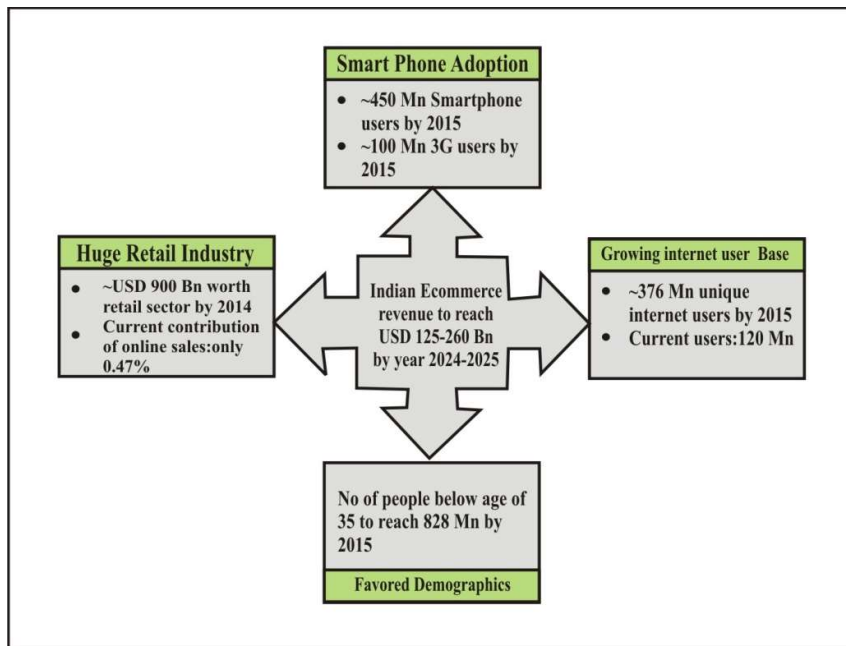 Smart Phone Adoption
● ~450 Mn Smartphone
users by 2015
● ~100 Mn 3G users by
2015
Huge Retail Industry
● ~USD 900 Bn worth
retail sector by 2014
● Current contribution
of online sales:only
0.47%
Indian Ecommerce
revenue to reach
USD 125-260 Bn
by year 2024-2025
Growing internet user Base
● ~376 Mn unique
internet users by 2015
● Current users:120 Mn
No of people below age of
35 to reach 828 Mn by
2015
Favored Demographics